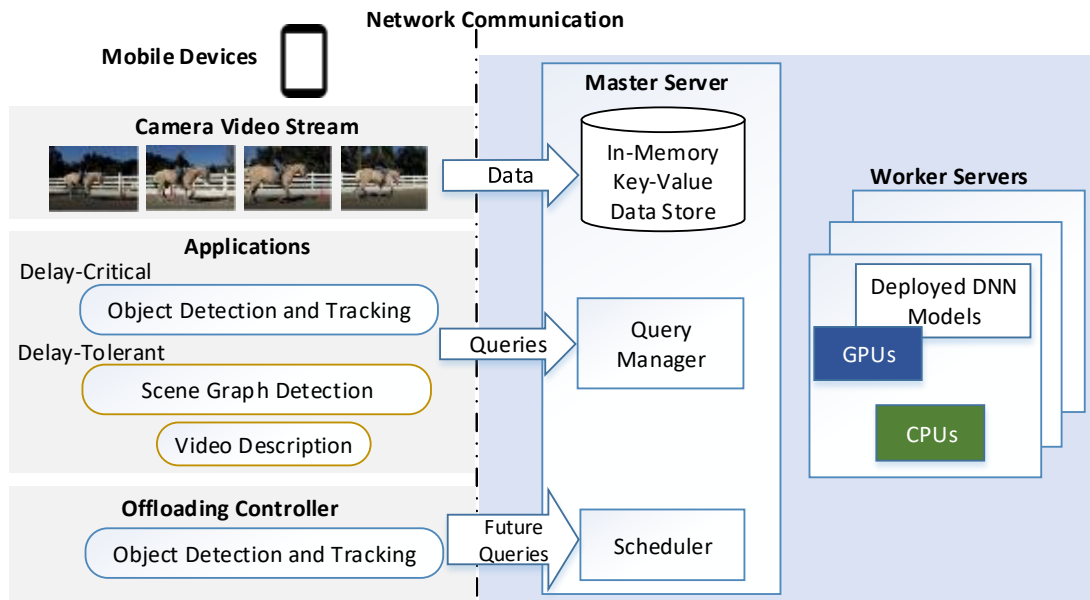 Network Communication
Mobile Devices
Camera Video Stream
Data
Applications
Delay-Critical
Object Detection and Tracking
Delay-Tolerant
Scene Graph Detection
Video Description
Queries
Offloading Controller
Object Detection and Tracking
Future
Queries
Master Server
In-Memory
Key-Value
Data Store
Query
Manager
Scheduler
Worker Servers
Deployed DNN
Models
GPUs
CPUs